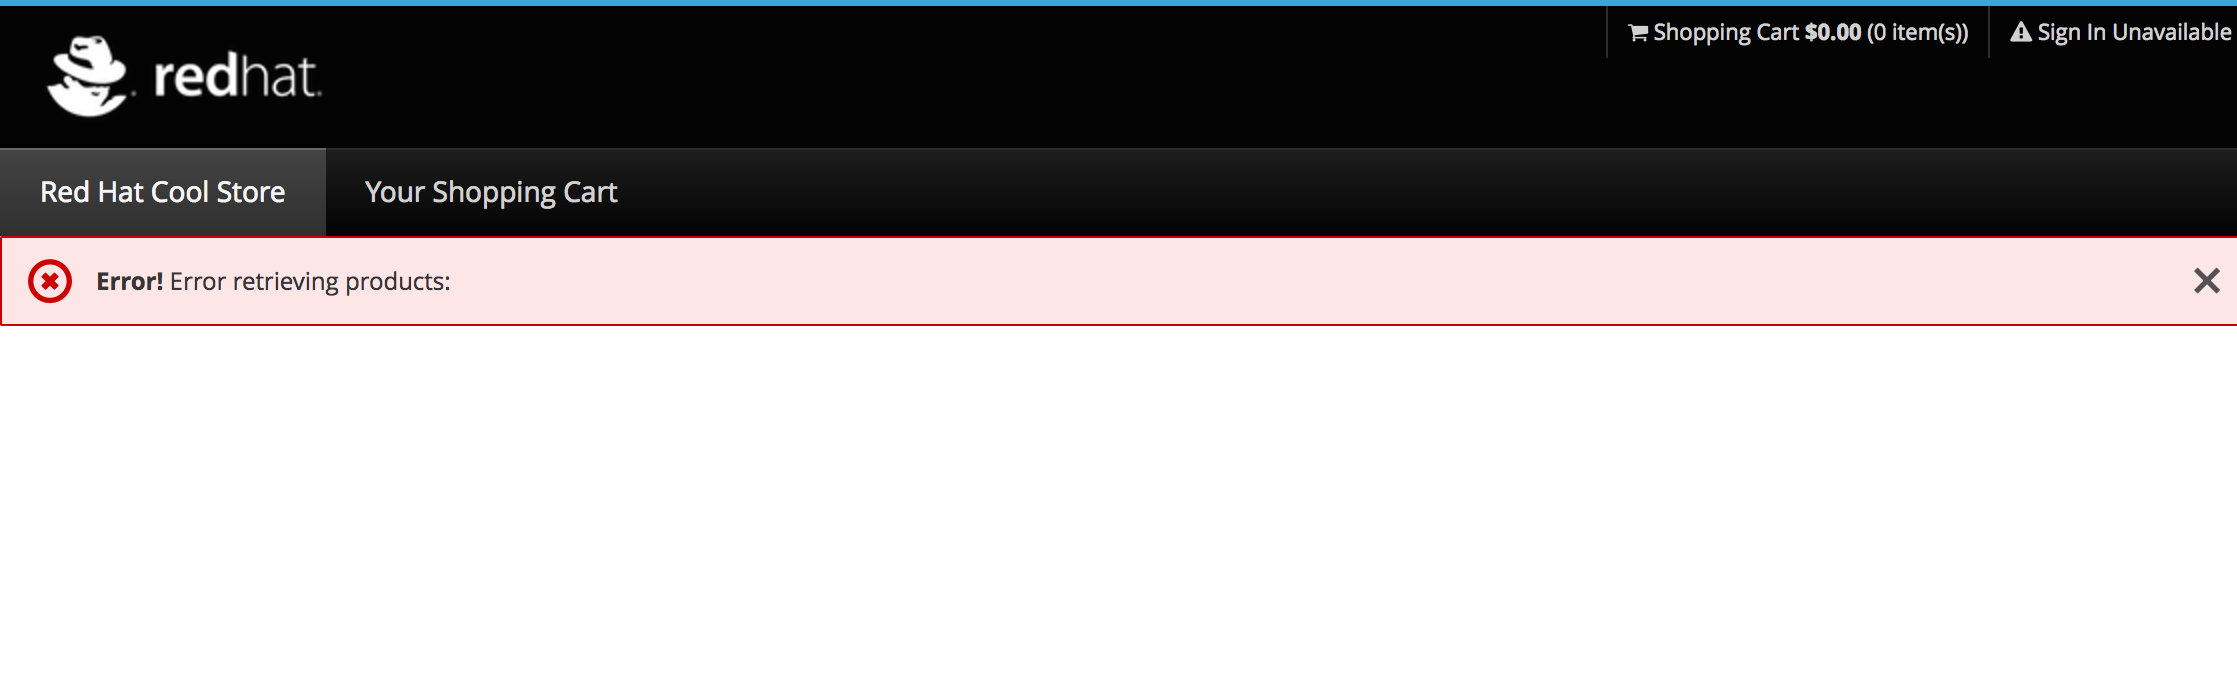 redhat.
Shopping Cart $0.00 (0 item(s))
Sign In Unavailable
Red Hat Cool Store
Your Shopping Cart
Error! Error retrieving products: